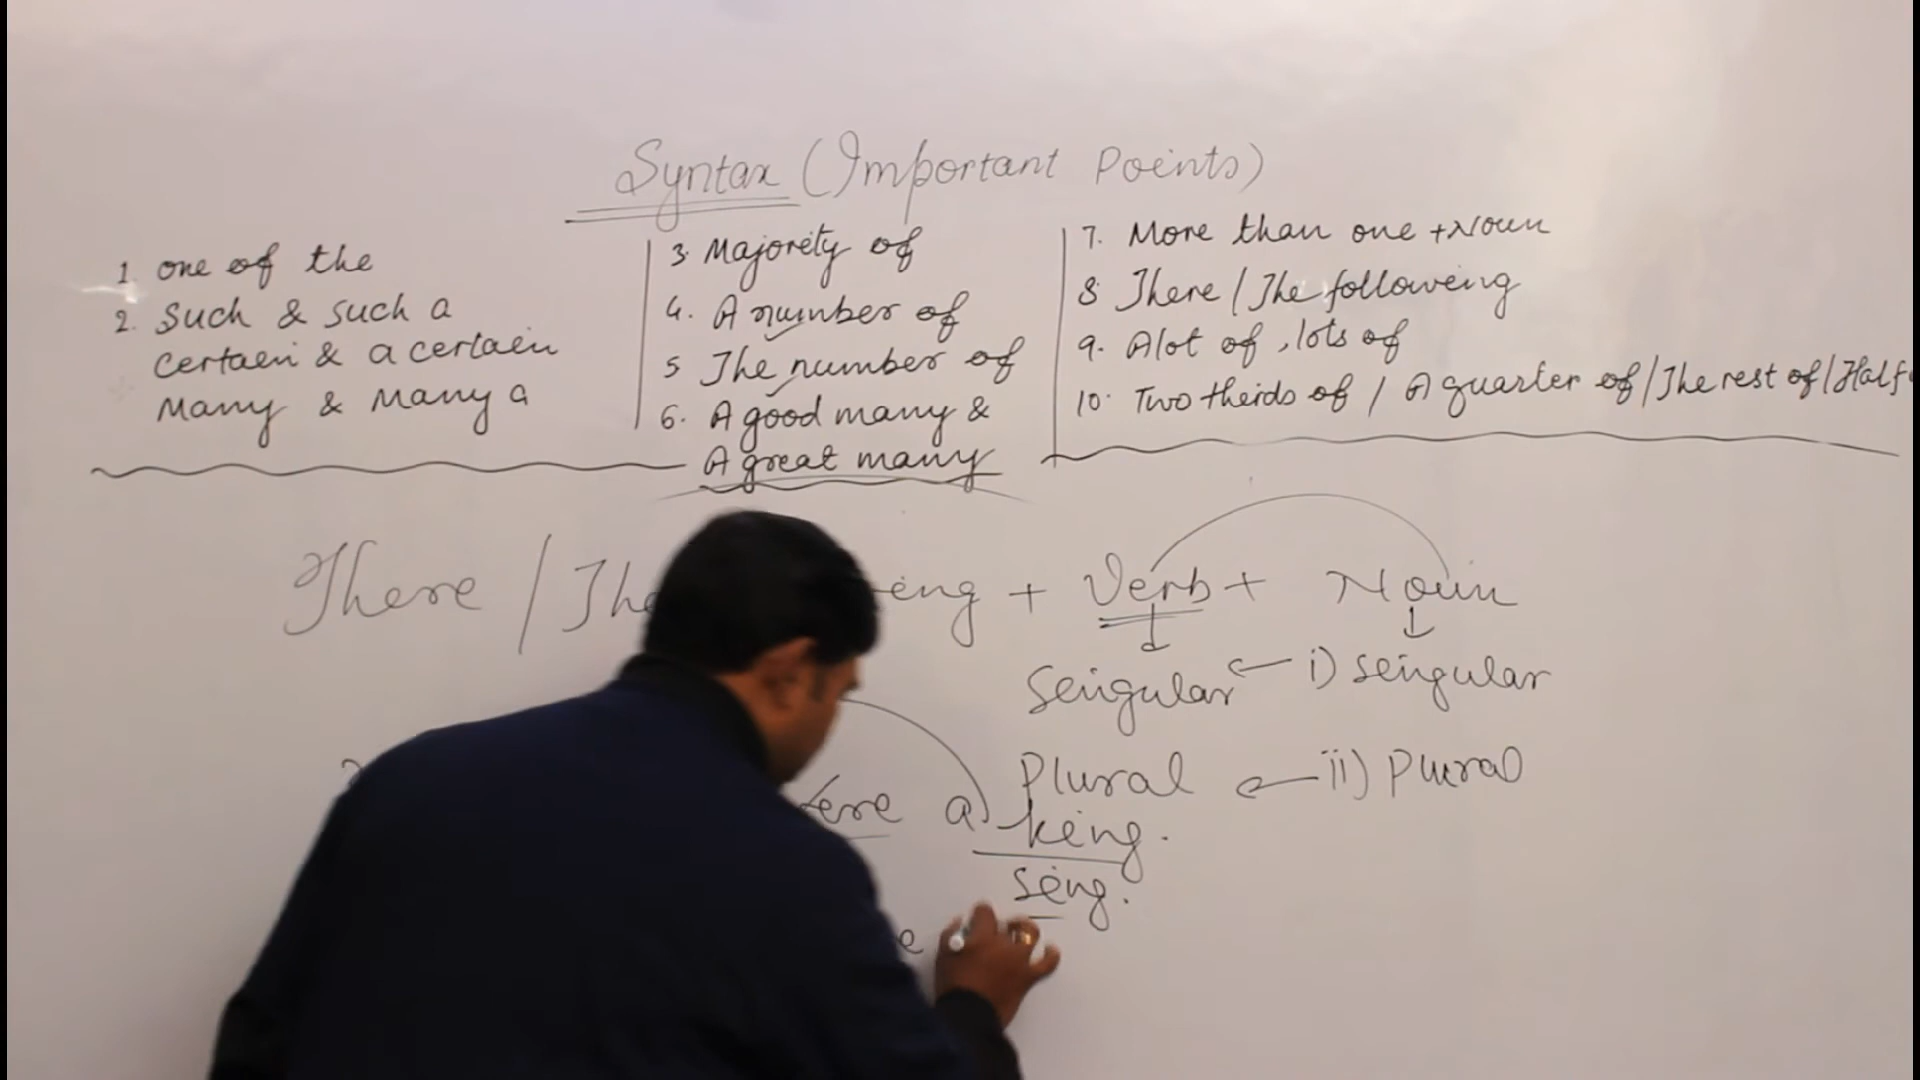 Syntax (Important Points)
1. one of the
2. Such & such a
Certain & a certain
Many & Many a
3. Majority of
4. A number of
5. The number of
6. A good many &
A great many
7. More than one + Noun
8. There / The following
9. A lot of, lots of
10. Two thirds of / A quarter of / The rest of / Half
There / The ing + Verb + Noun
Singular ← i) Singular
Plural ← ii) Plural
ere a king.
Sing.
e